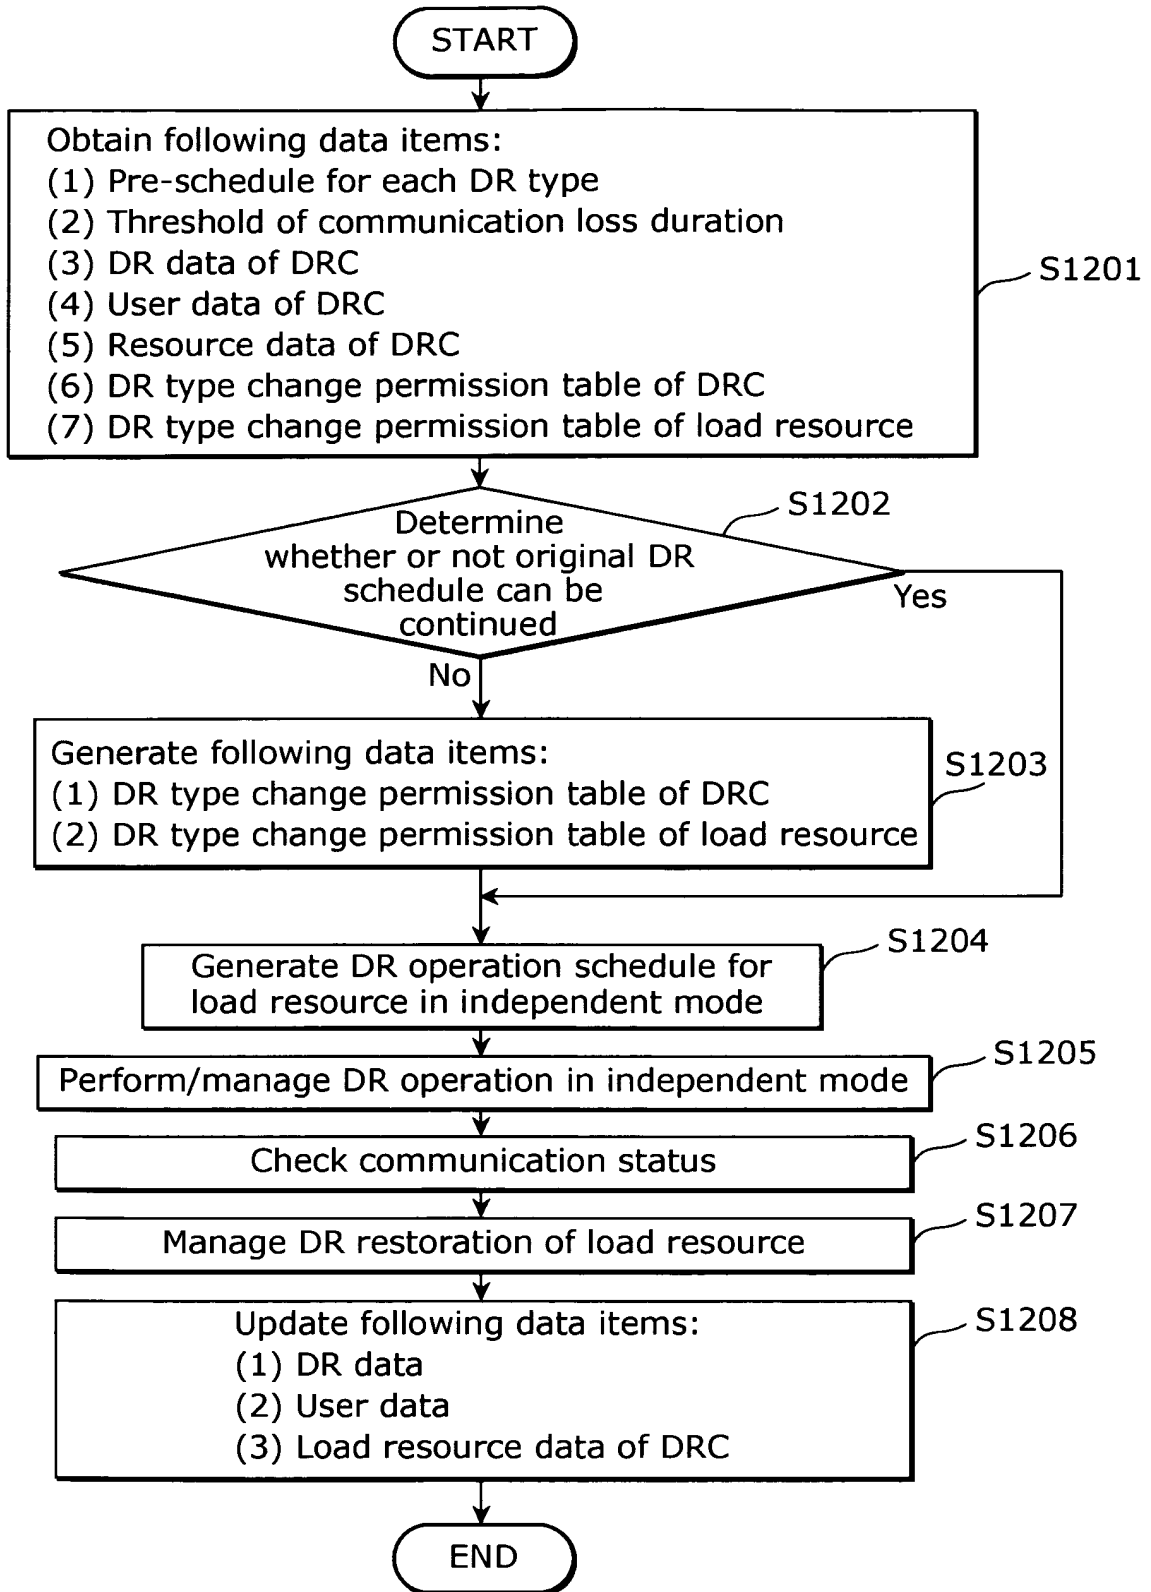 START
Obtain following data items:
(1) Pre-schedule for each DR type
(2) Threshold of communication loss duration
(3) DR data of DRC
(4) User data of DRC
(5) Resource data of DRC
(6) DR type change permission table of DRC
(7) DR type change permission table of load resource
S1201
S1202
Determine
whether or not original DR
schedule can be
continued
Yes
No
Generate following data items:
(1) DR type change permission table of DRC
(2) DR type change permission table of load resource
S1203
S1204
Generate DR operation schedule for
load resource in independent mode
S1205
Perform/manage DR operation in independent mode
S1206
Check communication status
S1207
Manage DR restoration of load resource
S1208
Update following data items:
(1) DR data
(2) User data
(3) Load resource data of DRC
END